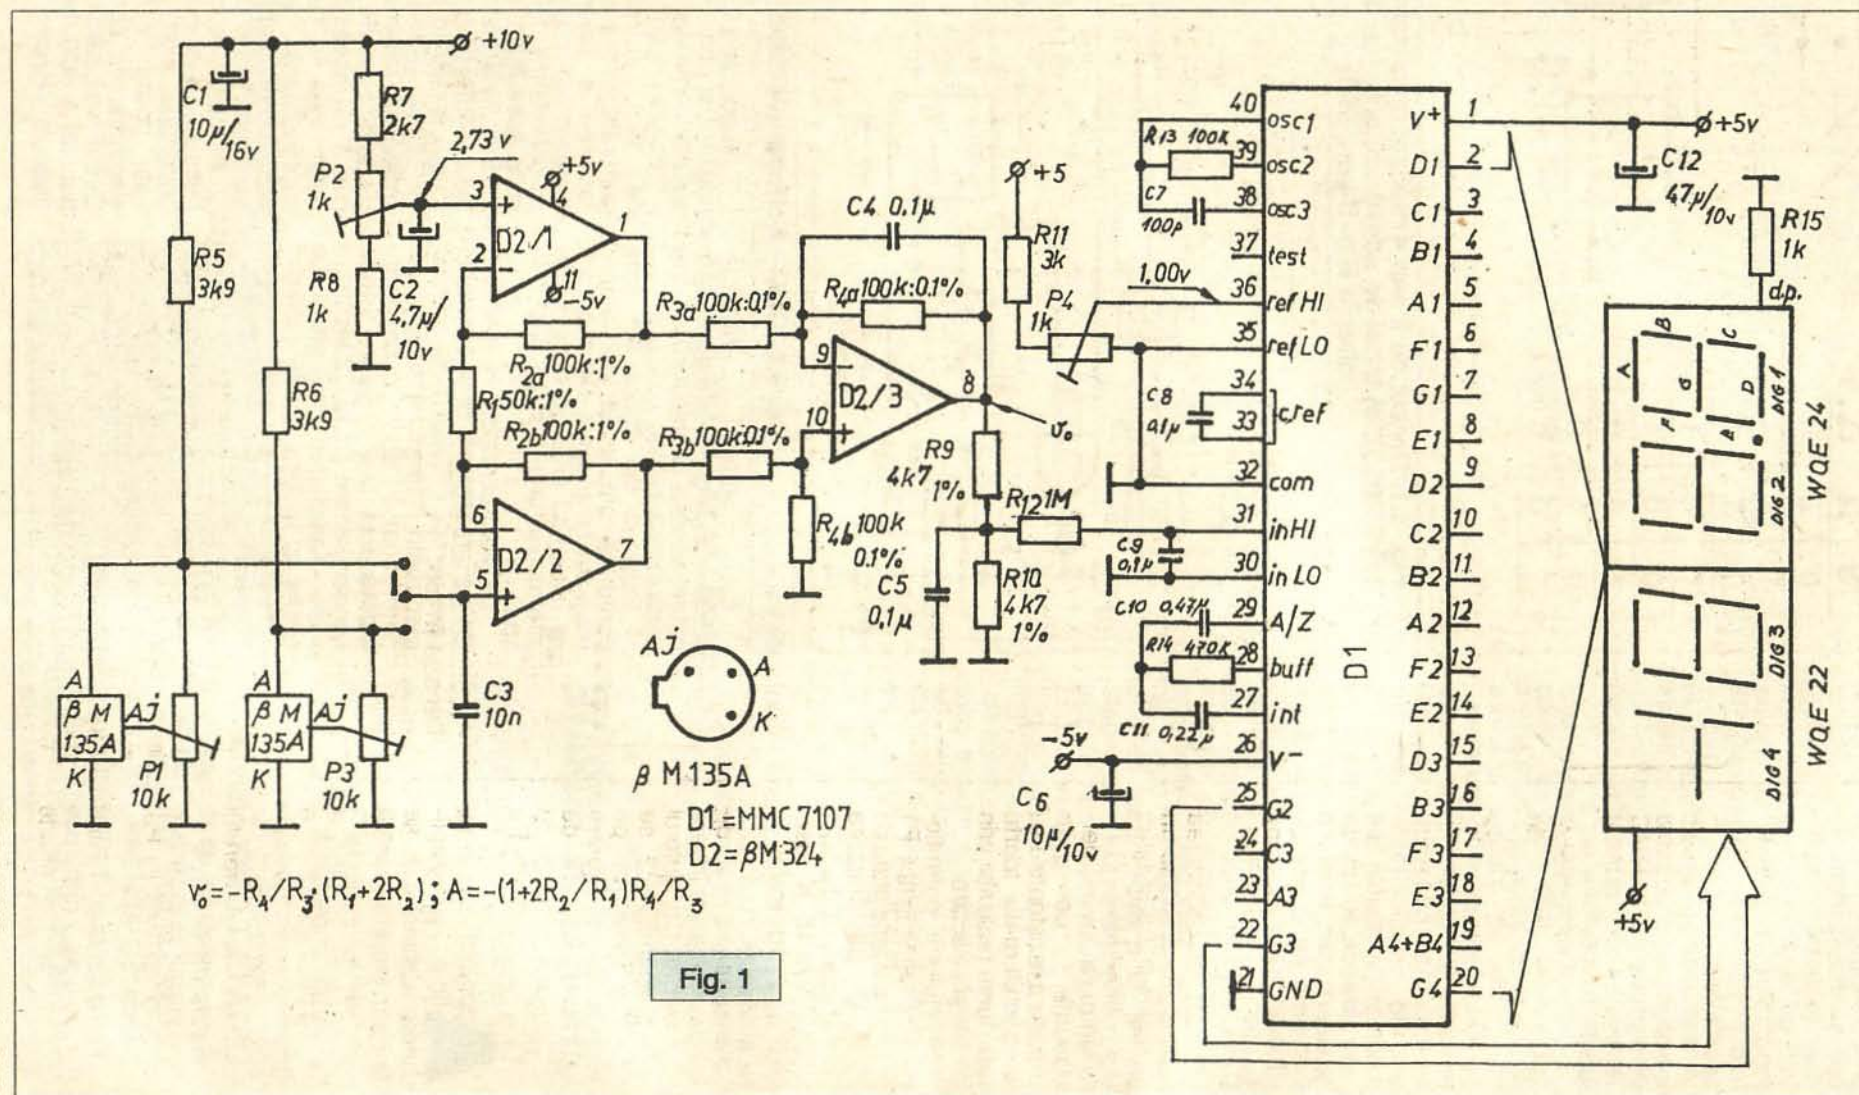 +10v
C1
10µ/16v
R7
2k7
2,73 v
P2
1k
+5v
3
+
4
1
D2/1
2
−
11
−5v
R5
3k9
R8
1k
C2
4,7µ/
10v
R6
3k9
R2a 100k:1%
R1 50k:1%
R2b 100k:1%
R3a 100k:0.1%
R3b 100k:0.1%
C4 0.1µ
R4a 100k:0.1%
9
−
D2/3
8
10
+
vo
R4b 100k
0.1%
6
−
D2/2
7
5
+
C3
10n
R9
4k7
1%
C5
0,1µ
R10
4k7
1%
R12 1M
+5
R11
3k
P4
1k
1,00v
A
βM
135A
K
Aj
P1
10k
A
βM
135A
K
Aj
P3
10k
Aj
A
K
βM135A
D1=MMC 7107
D2=βM324
vo=-R4/R3·(R1+2R2); A=-(1+2R2/R1)R4/R3
Fig. 1
R13 100K
C7
100p
C8
0,1µ
C9
0,1µ
C10 0,47µ
R14 470K
C11 0,22µ
-5v
C6
10µ/10v
40 osc1
39 osc2
38 osc3
37 test
36 refHI
35 refLO
34
33
cref
32 com
31 inHI
30 inLO
29 A/Z
28 buff
27 int
26 V−
25 G2
24 C3
23 A3
22 G3
21 GND
D1
V+ 1
D1 2
C1 3
B1 4
A1 5
F1 6
G1 7
E1 8
D2 9
C2 10
B2 11
A2 12
F2 13
E2 14
D3 15
B3 16
F3 17
E3 18
A4+B4 19
G4 20
+5v
C12
47µ/10v
R15
1k
d.p.
A
B
C
G
D
F
E
DIG 1
DIG 2
DIG 3
DIG 4
WQE 24
WQE 22
+5v